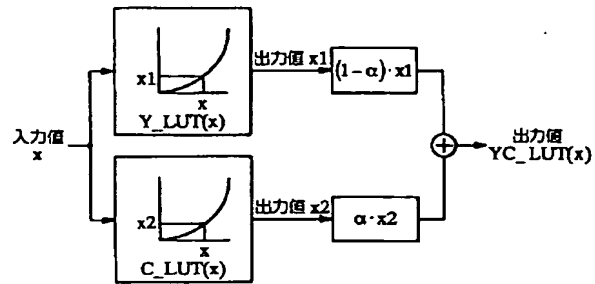 x1
x
Y_LUT(x)
出力値 x1
(1-α)·x1
入力値
x
出力値
YC_LUT(x)
x2
x
C_LUT(x)
出力値 x2
α·x2